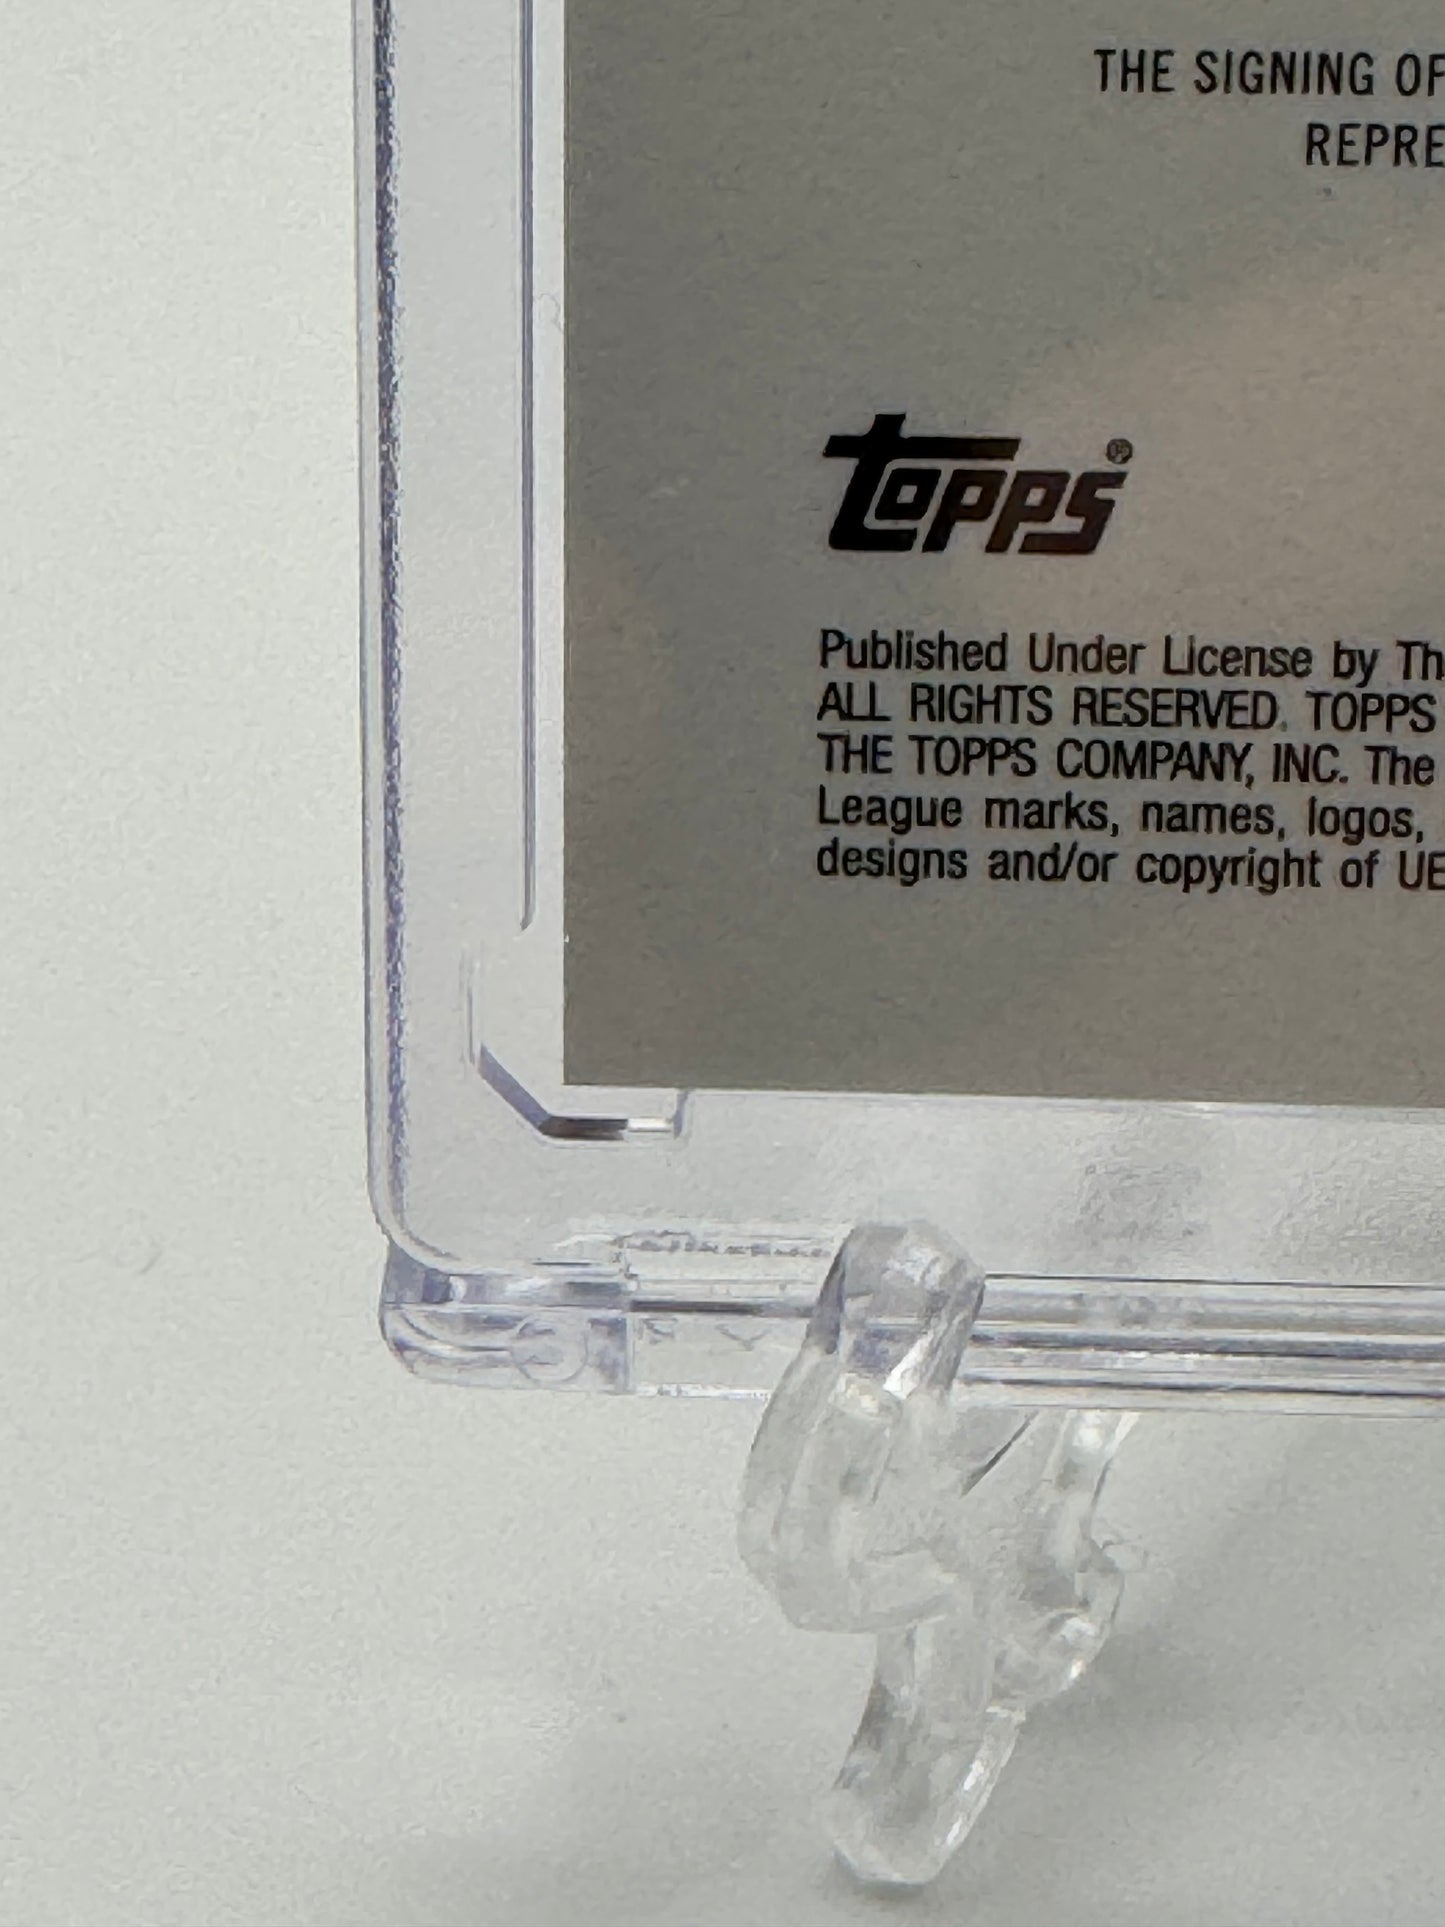 THE SIGNING OF
REPRE
topps®
Published Under License by Th
ALL RIGHTS RESERVED. TOPPS
THE TOPPS COMPANY, INC. The
League marks, names, logos,
designs and/or copyright of UE